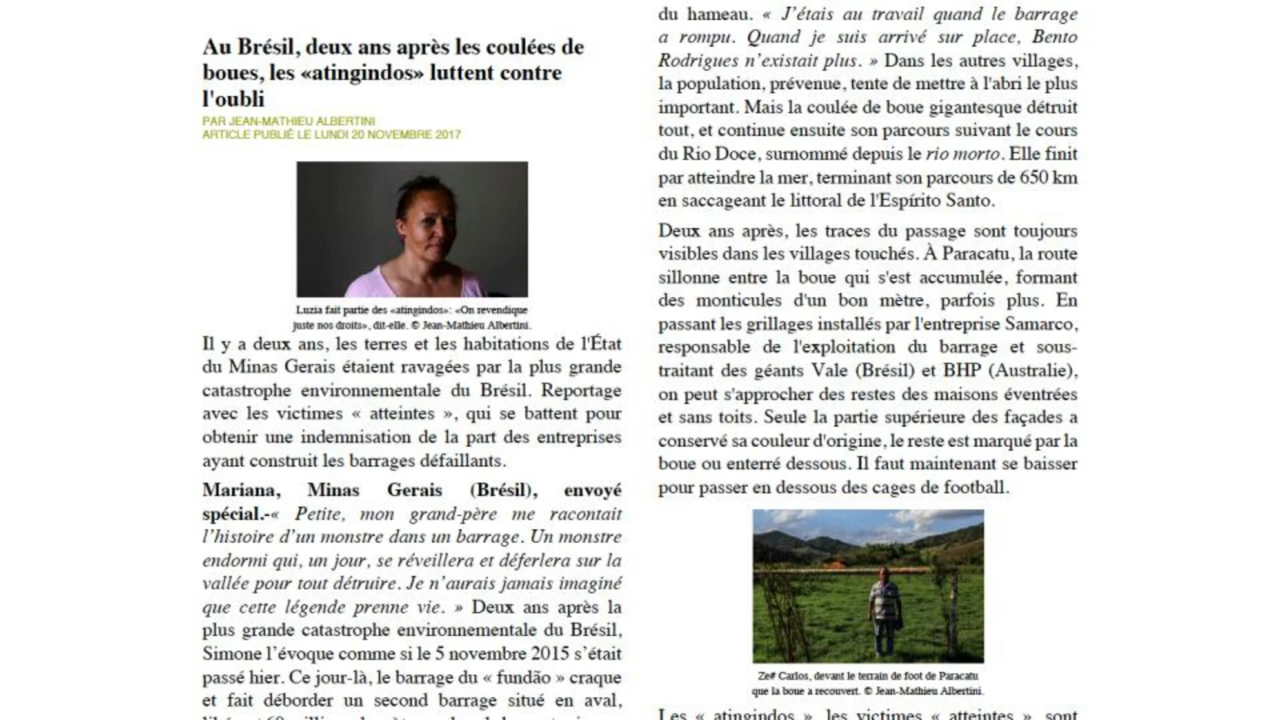 Au Brésil, deux ans après les coulées de
boues, les «atingindos» luttent contre
l'oubli
PAR JEAN-MATHIEU ALBERTINI
ARTICLE PUBLIÉ LE LUNDI 20 NOVEMBRE 2017
Luzia fait partie des «atingindos»: «On revendique
juste nos droits», dit-elle. © Jean-Mathieu Albertini.
Il y a deux ans, les terres et les habitations de l'État
du Minas Gerais étaient ravagées par la plus grande
catastrophe environnementale du Brésil. Reportage
avec les victimes « atteintes », qui se battent pour
obtenir une indemnisation de la part des entreprises
ayant construit les barrages défaillants.
Mariana, Minas Gerais (Brésil), envoyé
spécial.-« Petite, mon grand-père me racontait
l'histoire d'un monstre dans un barrage. Un monstre
endormi qui, un jour, se réveillera et déferlera sur la
vallée pour tout détruire. Je n'aurais jamais imaginé
que cette légende prenne vie. » Deux ans après la
plus grande catastrophe environnementale du Brésil,
Simone l'évoque comme si le 5 novembre 2015 s'était
passé hier. Ce jour-là, le barrage du « fundão » craque
et fait déborder un second barrage situé en aval,
du hameau. « J'étais au travail quand le barrage
a rompu. Quand je suis arrivé sur place, Bento
Rodrigues n'existait plus. » Dans les autres villages,
la population, prévenue, tente de mettre à l'abri le plus
important. Mais la coulée de boue gigantesque détruit
tout, et continue ensuite son parcours suivant le cours
du Rio Doce, surnommé depuis le rio morto. Elle finit
par atteindre la mer, terminant son parcours de 650 km
en saccageant le littoral de l'Espírito Santo.
Deux ans après, les traces du passage sont toujours
visibles dans les villages touchés. À Paracatu, la route
sillonne entre la boue qui s'est accumulée, formant
des monticules d'un bon mètre, parfois plus. En
passant les grillages installés par l'entreprise Samarco,
responsable de l'exploitation du barrage et sous-
traitant des géants Vale (Brésil) et BHP (Australie),
on peut s'approcher des restes des maisons éventrées
et sans toits. Seule la partie supérieure des façades a
conservé sa couleur d'origine, le reste est marqué par la
boue ou enterré dessous. Il faut maintenant se baisser
pour passer en dessous des cages de football.
Ze# Carlos, devant le terrain de foot de Paracatu
que la boue a recouvert. © Jean-Mathieu Albertini.
Les « atingindos », les victimes « atteintes », sont